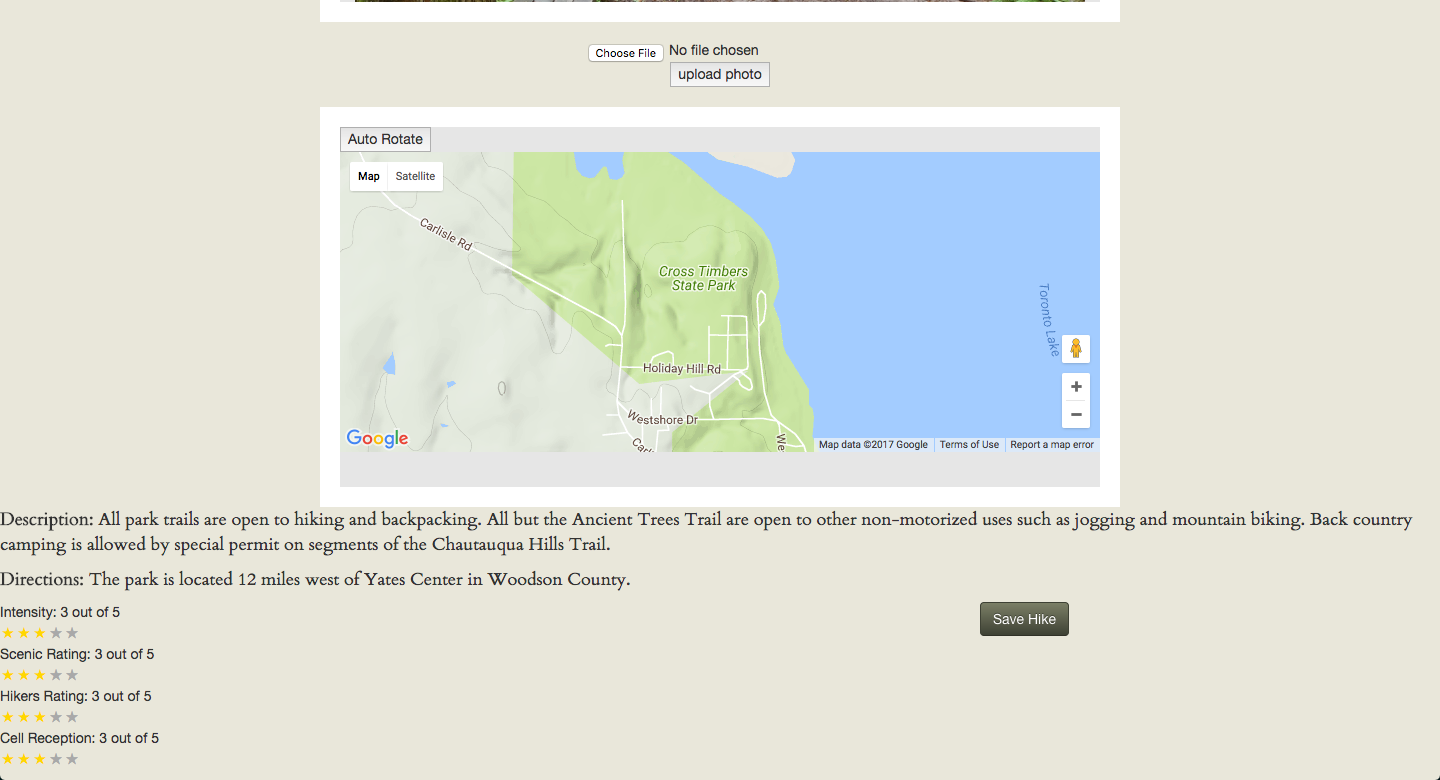 Choose File No file chosen
upload photo
Auto Rotate
Map Satellite
Carlisle Rd
Cross Timbers
State Park
Toronto Lake
Holiday Hill Rd
Westshore Dr
Carl
We
Google
Map data ©2017 Google Terms of Use Report a map error
Description: All park trails are open to hiking and backpacking. All but the Ancient Trees Trail are open to other non-motorized uses such as jogging and mountain biking. Back country
camping is allowed by special permit on segments of the Chautauqua Hills Trail.
Directions: The park is located 12 miles west of Yates Center in Woodson County.
Intensity: 3 out of 5
Save Hike
Scenic Rating: 3 out of 5
Hikers Rating: 3 out of 5
Cell Reception: 3 out of 5